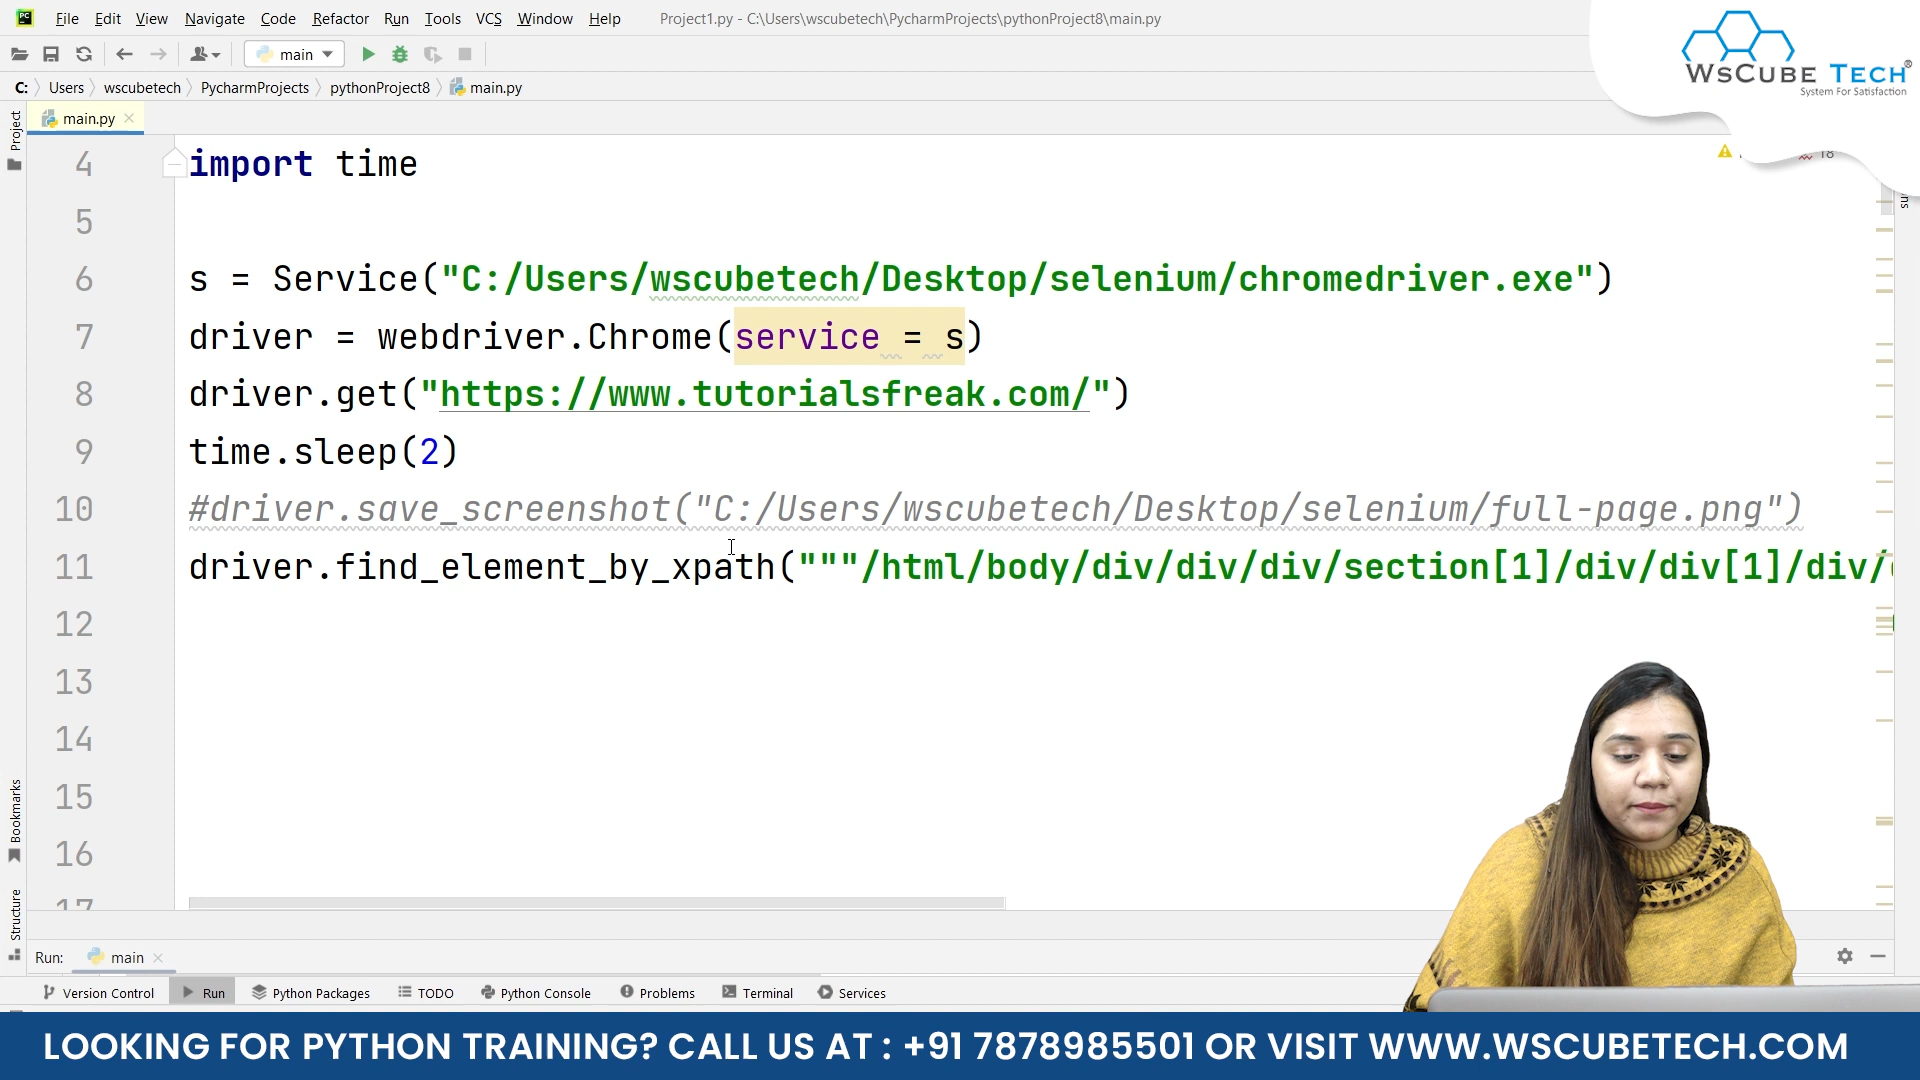 File Edit View Navigate Code Refactor Run Tools VCS Window Help Project1.py - C:\Users\wscubetech\PycharmProjects\pythonProject8\main.py
main
C: Users wscubetech PycharmProjects pythonProject8 main.py
WSCUBE TECH®
System For Satisfaction
Project
main.py
4 import time
18
5
6 s = Service("C:/Users/wscubetech/Desktop/selenium/chromedriver.exe")
7 driver = webdriver.Chrome(service = s)
8 driver.get("https://www.tutorialsfreak.com/")
9 time.sleep(2)
10 #driver.save_screenshot("C:/Users/wscubetech/Desktop/selenium/full-page.png")
11 driver.find_element_by_xpath("""/html/body/div/div/div/section[1]/div/div[1]/div/
12
13
14
15
16
17
Bookmarks
Structure
Run: main
Version Control Run Python Packages TODO Python Console Problems Terminal Services
LOOKING FOR PYTHON TRAINING? CALL US AT : +91 7878985501 OR VISIT WWW.WSCUBETECH.COM